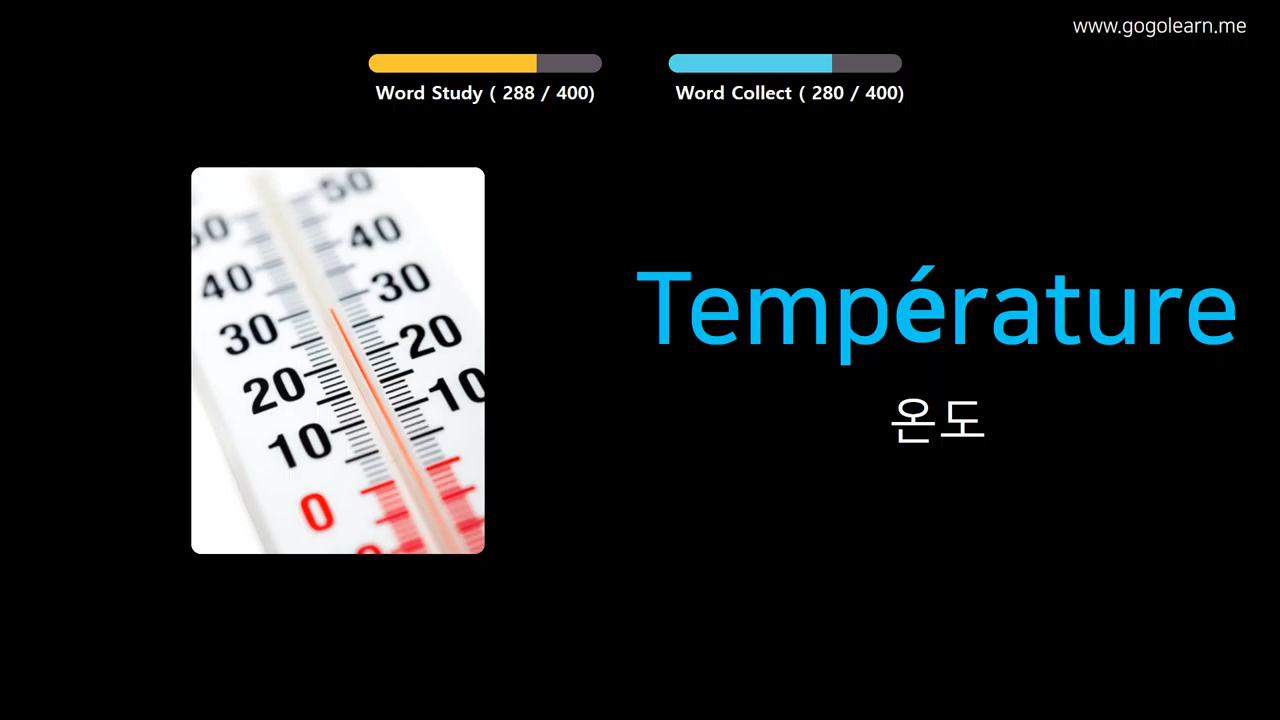 www.gogolearn.me
Word Study ( 288 / 400)
Word Collect ( 280 / 400)
50
40
40
30
30
20
20
10
10
0
Température
온도